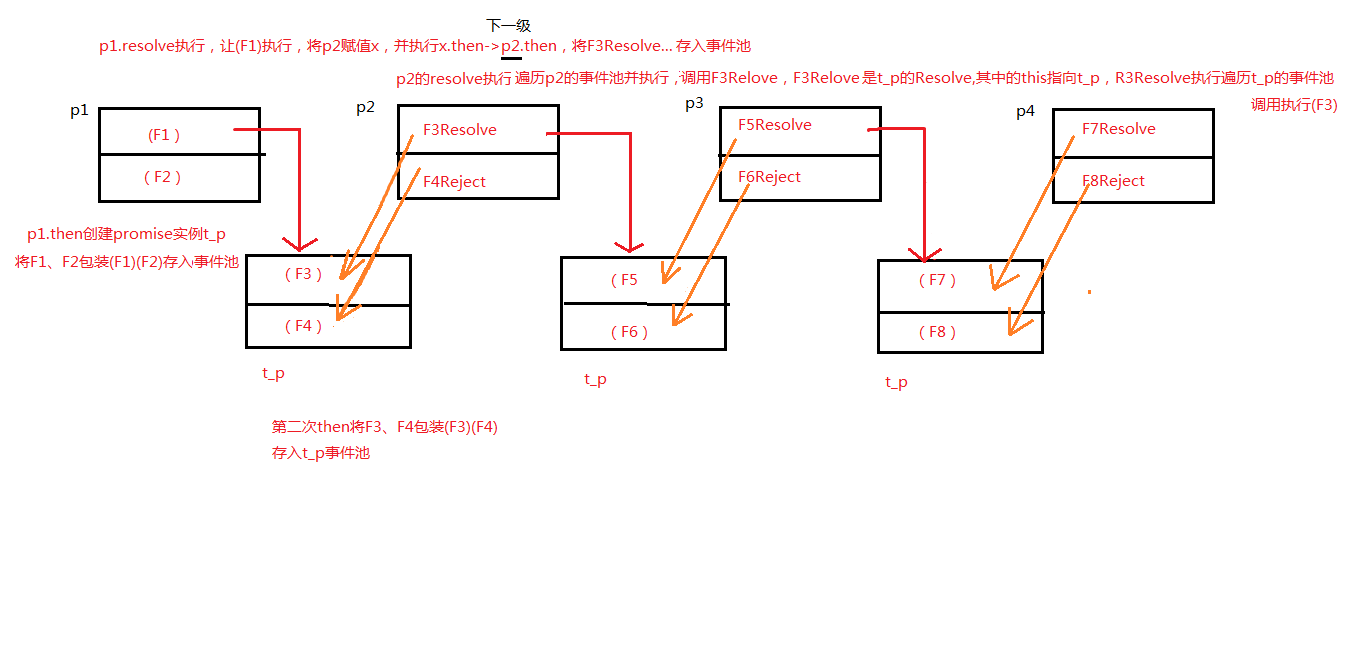 下一级
p1.resolve执行，让(F1)执行，将p2赋值x，并执行x.then->p2.then，将F3Resolve... 存入事件池
p2的resolve执行 遍历p2的事件池并执行，调用F3Relove，F3Relove 是t_p的Resolve,其中的this指向t_p，R3Resolve执行遍历t_p的事件池
调用执行(F3)
p1
p2
p3
p4
（F1 ）
（ F2 ）
F3Resolve
F4Reject
F5Resolve
F6Reject
F7Resolve
F8Reject
p1.then创建promise实例t_p
将F1、F2包装(F1)(F2)存入事件池
（ F3 ）
（ F4 ）
t_p
（ F5
（ F6 ）
t_p
（ F7 ）
（ F8 ）
t_p
第二次then将F3、F4包装(F3)(F4)
存入t_p事件池